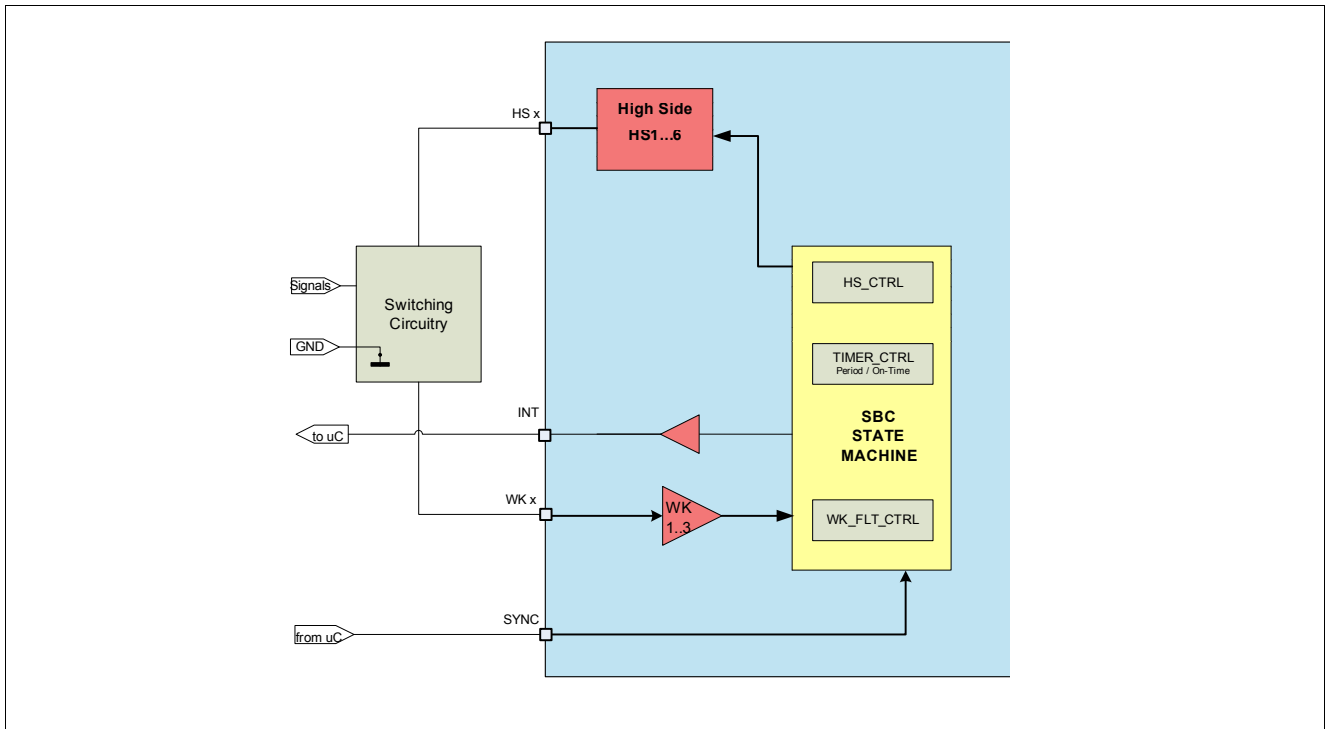 HS x
High Side
HS1...6
Signals
Switching
Circuitry
GND
HS_CTRL
TIMER_CTRL
Period / On-Time
SBC
STATE
MACHINE
INT
to uC
WK x
WK
1..3
WK_FLT_CTRL
SYNC
from uC